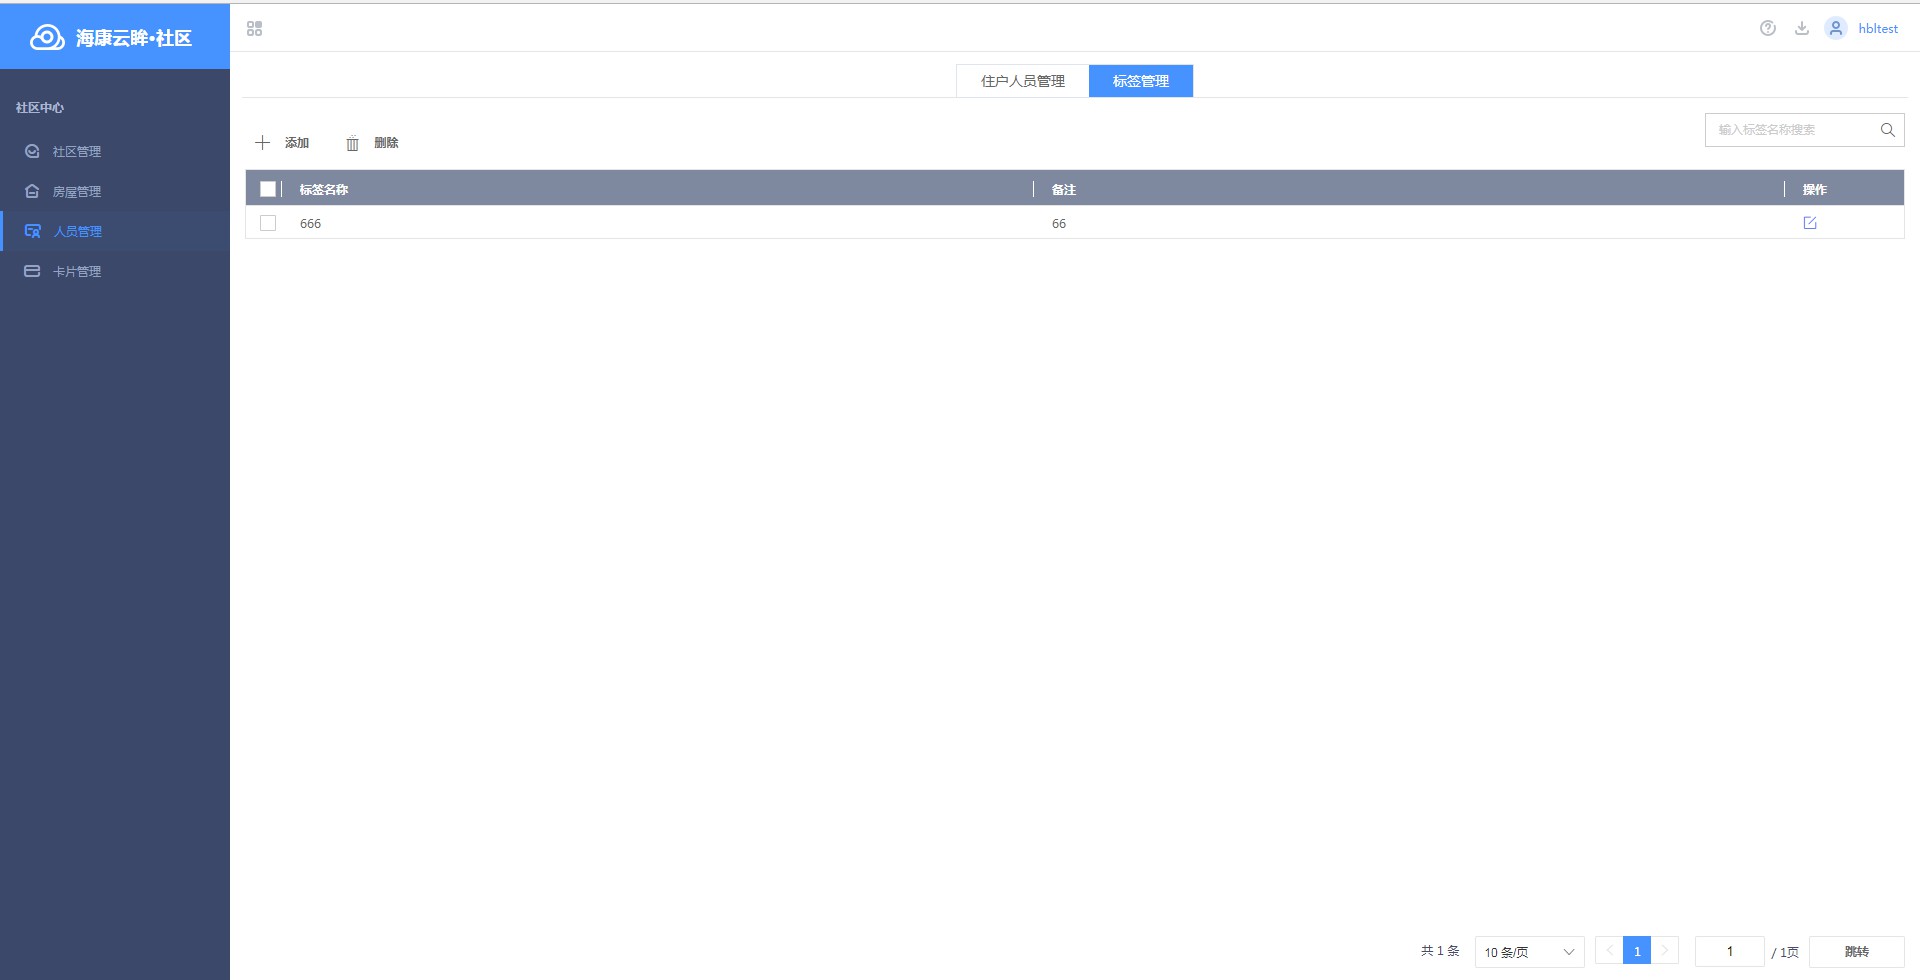 海康云眸·社区
hbltest
社区中心
社区管理
房屋管理
人员管理
卡片管理
住户人员管理 标签管理
添加 删除
输入标签名称搜索
标签名称 备注 操作
666 66
共 1 条 10 条/页 1 1 / 1页 跳转